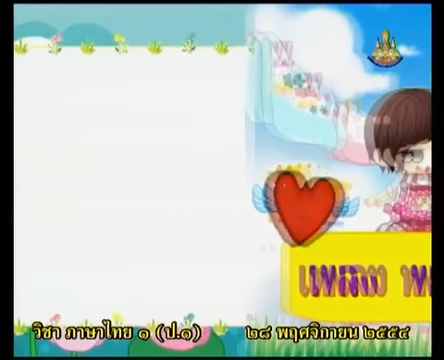 เพลง
วิชา ภาษาไทย ๑ (ป.๑) ๒๘ พฤศจิกายน ๒๕๕๔